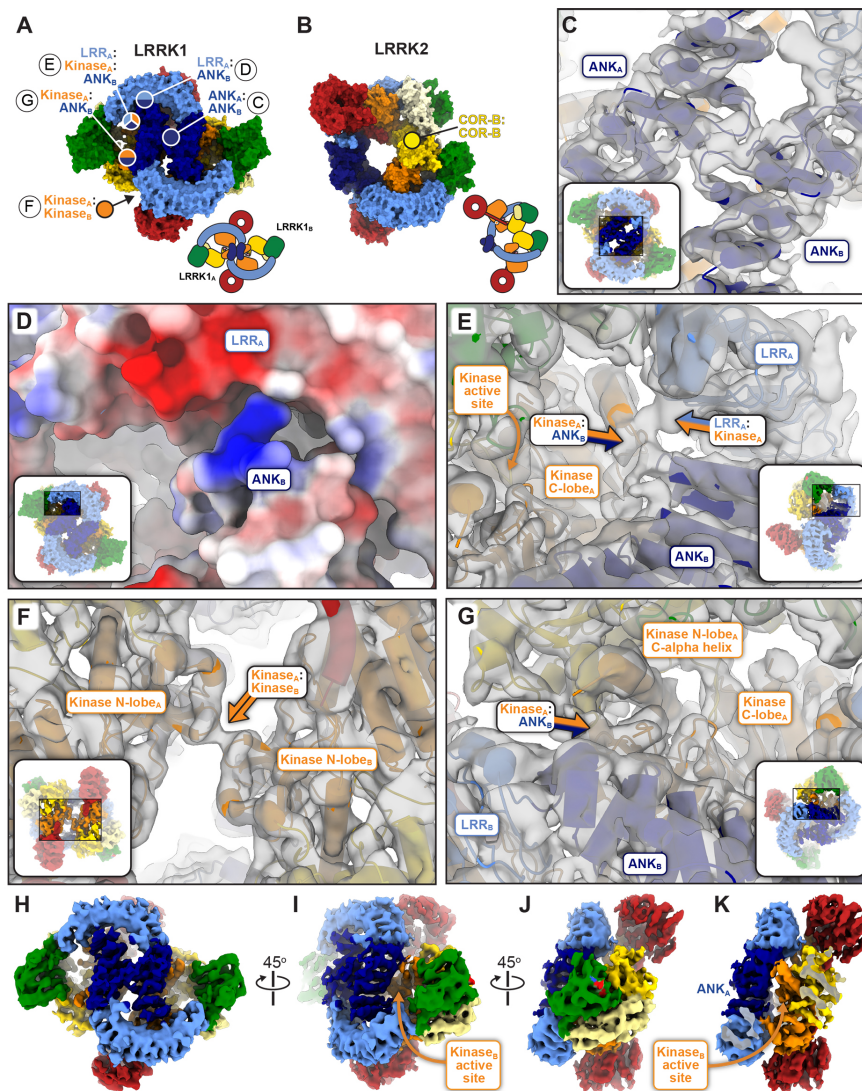 A
LRRK1
LRRA:
E
KinaseA:
ANKB
LRRA:
ANKB
D
G
KinaseA:
ANKB
ANKA:
ANKB
C
F
KinaseA:
KinaseB
LRRK1A
LRRK1B
B
LRRK2
COR-B:
COR-B
C
ANKA
ANKB
D
LRRA
ANKB
E
LRRA
Kinase
active
site
KinaseA:
ANKB
LRRA:
KinaseA
Kinase
C-lobeA
ANKB
F
KinaseA:
KinaseB
Kinase N-lobeA
Kinase N-lobeB
G
Kinase N-lobeA
C-alpha helix
KinaseA:
ANKB
Kinase
C-lobeA
LRRB
ANKB
H
45º
I
KinaseB
active
site
45º
J
K
ANKA
KinaseB
active
site